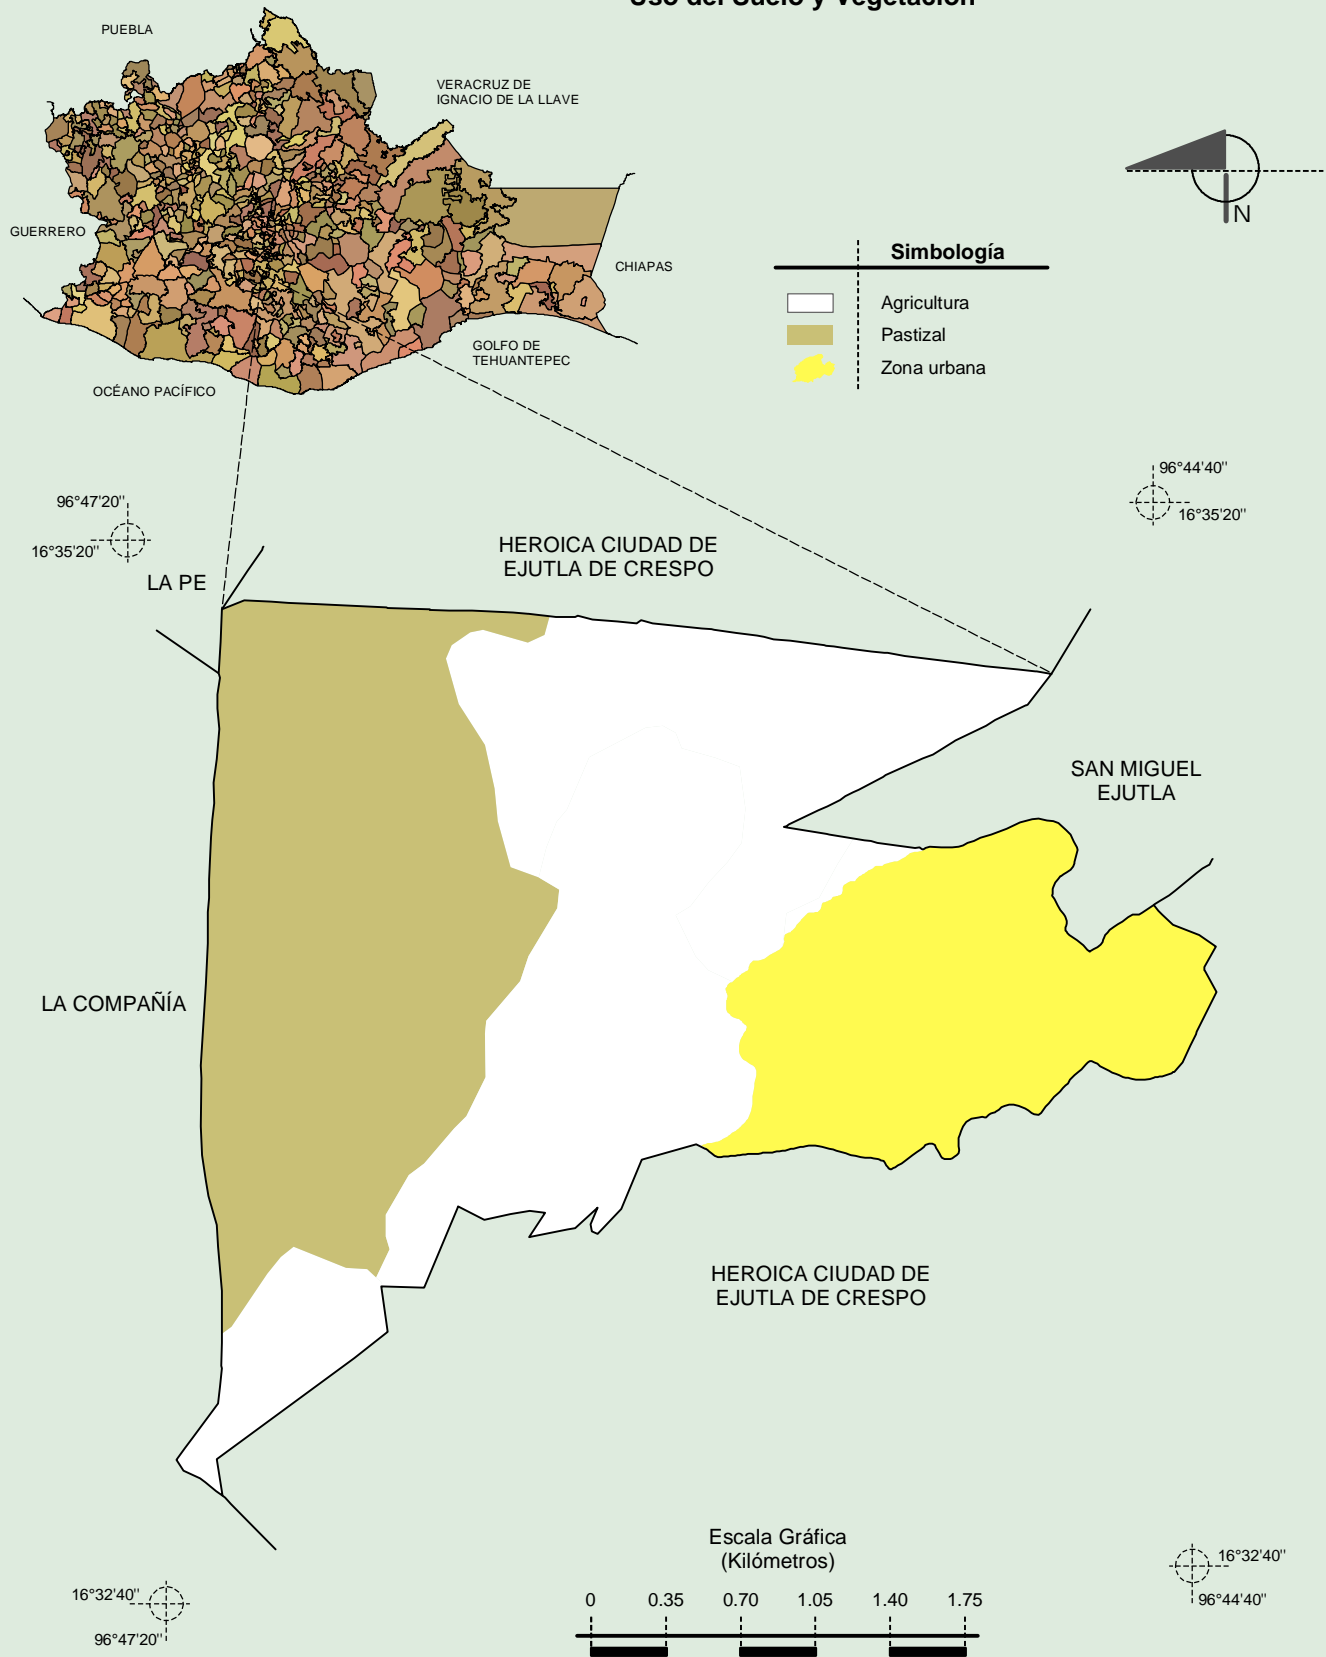 Uso del Suelo y Vegetación
PUEBLA
VERACRUZ DE
IGNACIO DE LA LLAVE
GUERRERO
CHIAPAS
GOLFO DE
TEHUANTEPEC
OCÉANO PACÍFICO
N
Simbología
Agricultura
Pastizal
Zona urbana
96°47'20"
16°35'20"
96°44'40"
16°35'20"
LA PE
HEROICA CIUDAD DE
EJUTLA DE CRESPO
SAN MIGUEL
EJUTLA
LA COMPAÑÍA
HEROICA CIUDAD DE
EJUTLA DE CRESPO
Escala Gráfica
(Kilómetros)
0 0.35 0.70 1.05 1.40 1.75
16°32'40"
96°47'20"
16°32'40"
96°44'40"